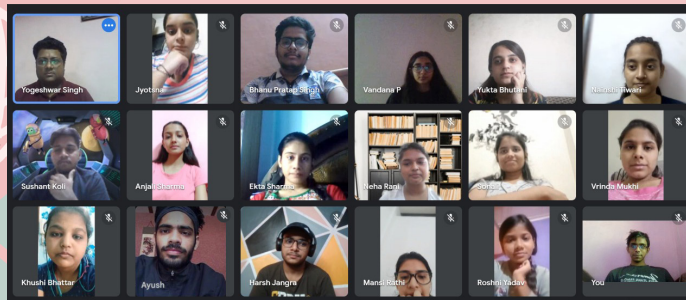 Yogeshwar Singh
Jyotsna
Bhanu Pratap Singh
Vandana P
Yukta Bhutani
Tiwari
Sushant Koli
Anjali Sharma
Ekta Sharma
Neha Rani
Vrinda Mukhi
Khushi Bhattar
Ayush
Harsh Jangra
Mansi Rathi
Roshni Yadav
You